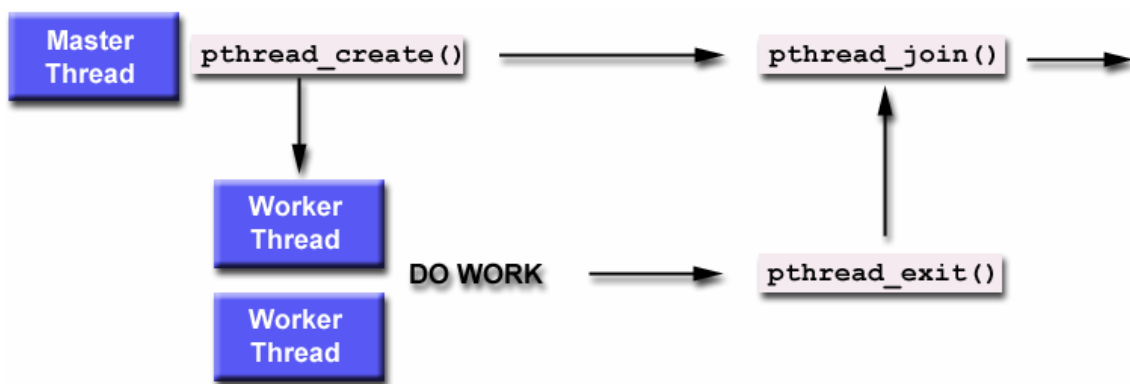 Master
Thread
pthread_create()
pthread_join()
Worker
Thread
DO WORK
pthread_exit()
Worker
Thread